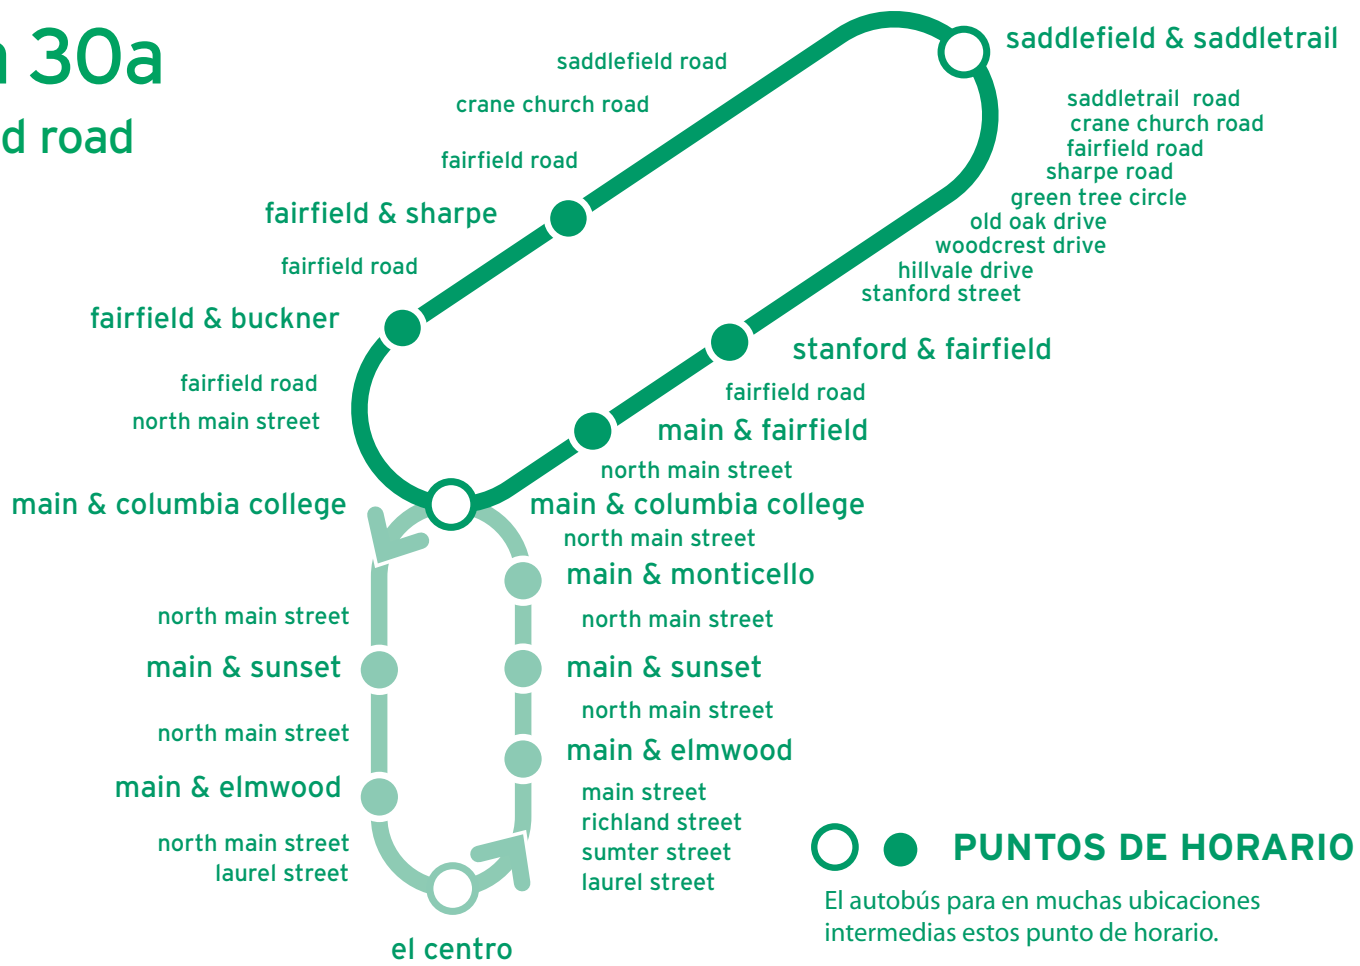 30a
d road
saddlefield & saddletrail
saddlefield road
crane church road
fairfield road
saddletrail road
crane church road
fairfield road
sharpe road
green tree circle
old oak drive
woodcrest drive
hillvale drive
stanford street
fairfield & sharpe
fairfield road
fairfield & buckner
stanford & fairfield
fairfield road
north main street
fairfield road
main & fairfield
north main street
main & columbia college
main & columbia college
north main street
main & monticello
north main street
north main street
main & sunset
main & sunset
north main street
north main street
main & elmwood
main & elmwood
north main street
laurel street
main street
richland street
sumter street
laurel street
el centro
PUNTOS DE HORARIO
El autobús para en muchas ubicaciones
intermedias estos punto de horario.